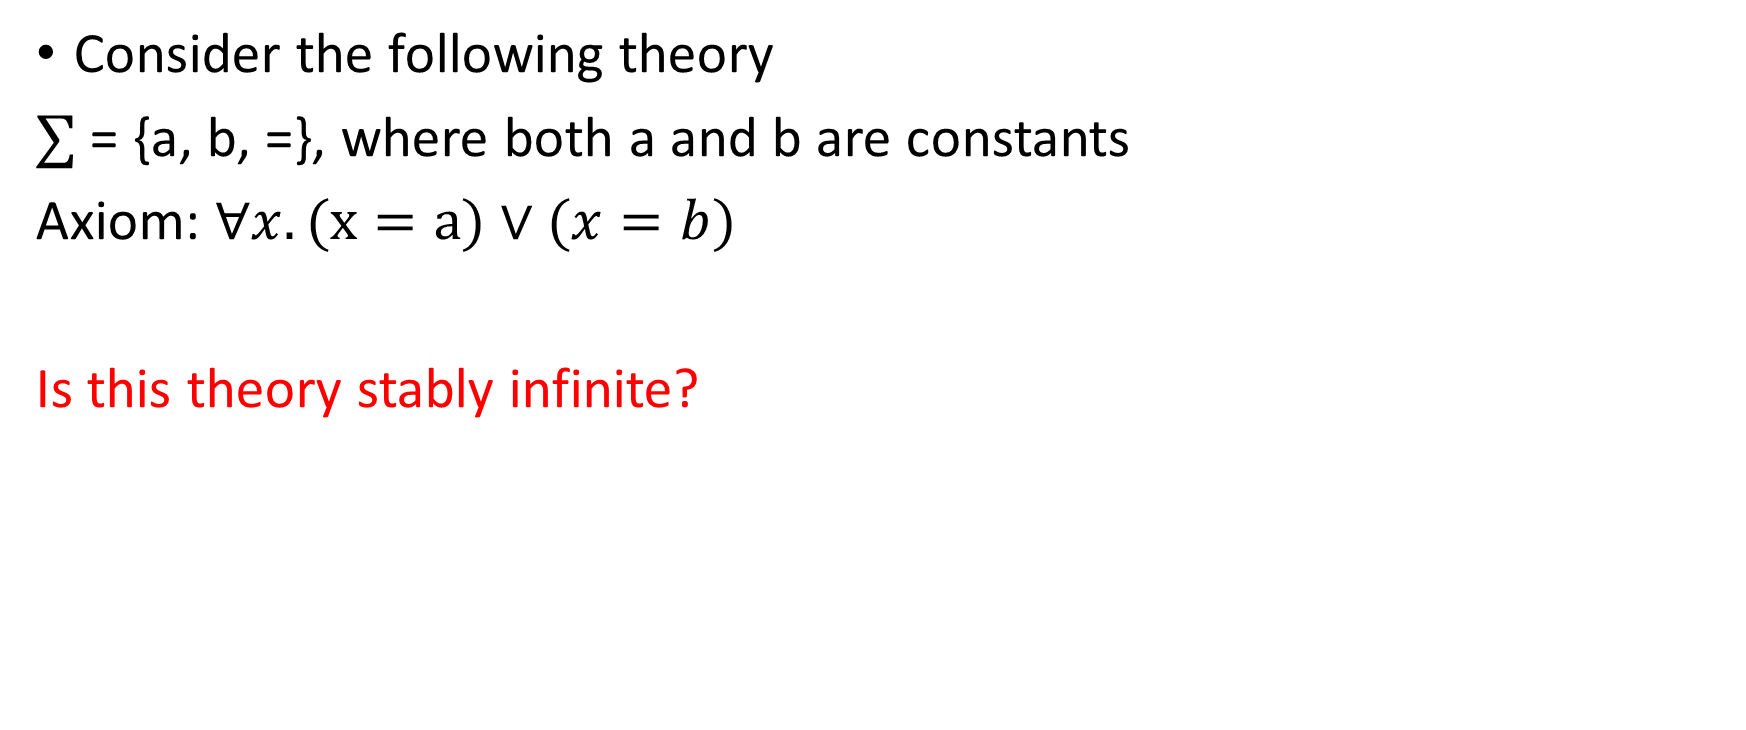 • Consider the following theory
∑ = {a, b, =}, where both a and b are constants
Axiom: ∀𝑥. (x = a) ∨ (𝑥 = 𝑏)
Is this theory stably infinite?